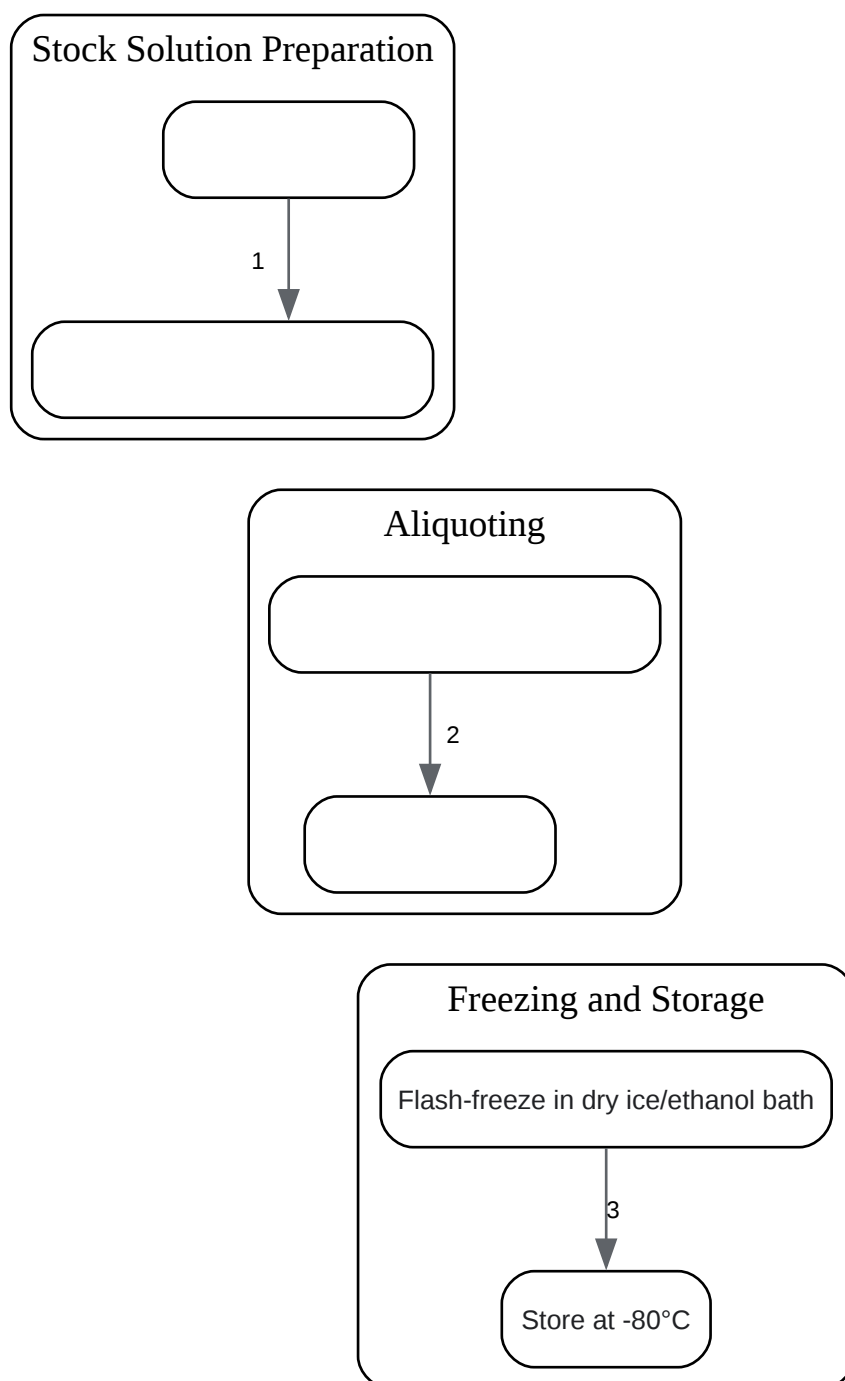 Stock Solution Preparation
1
Aliquoting
2
Freezing and Storage
Flash-freeze in dry ice/ethanol bath
3
Store at -80°C